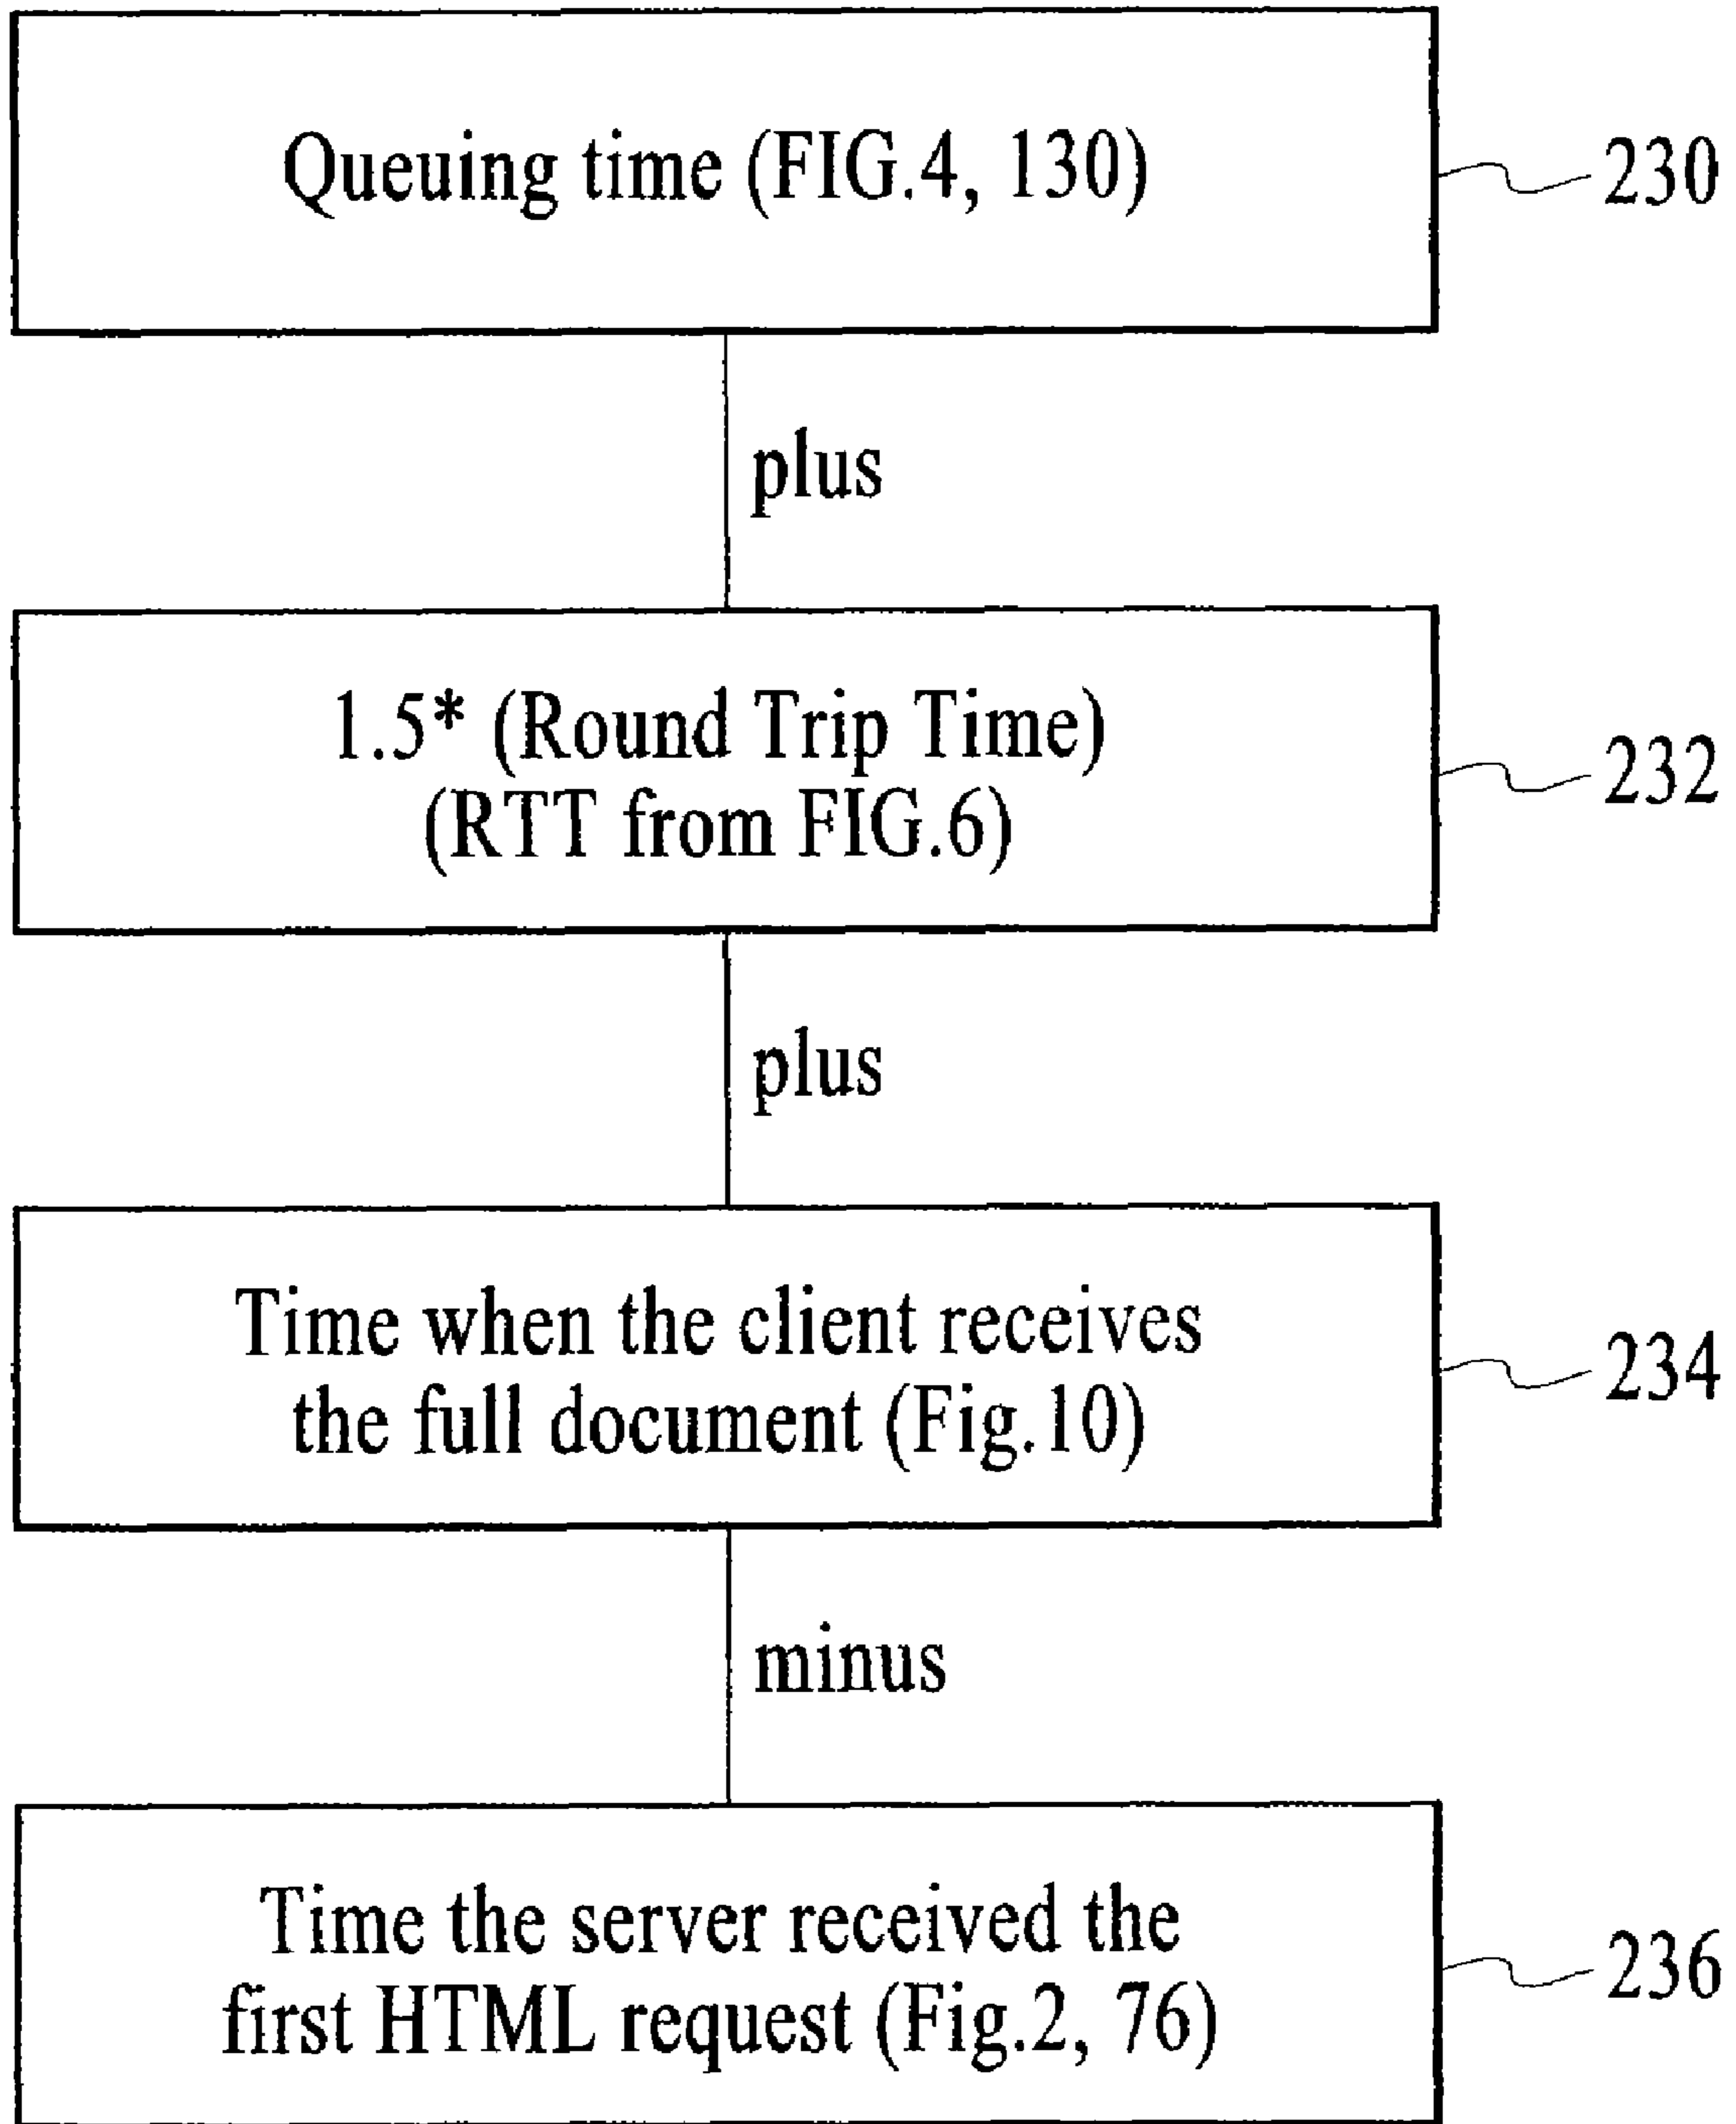 Queuing time (FIG.4, 130)
230
plus
1.5* (Round Trip Time)
(RTT from FIG.6)
232
plus
Time when the client receives
the full document (Fig.10)
234
minus
Time the server received the
first HTML request (Fig.2, 76)
236